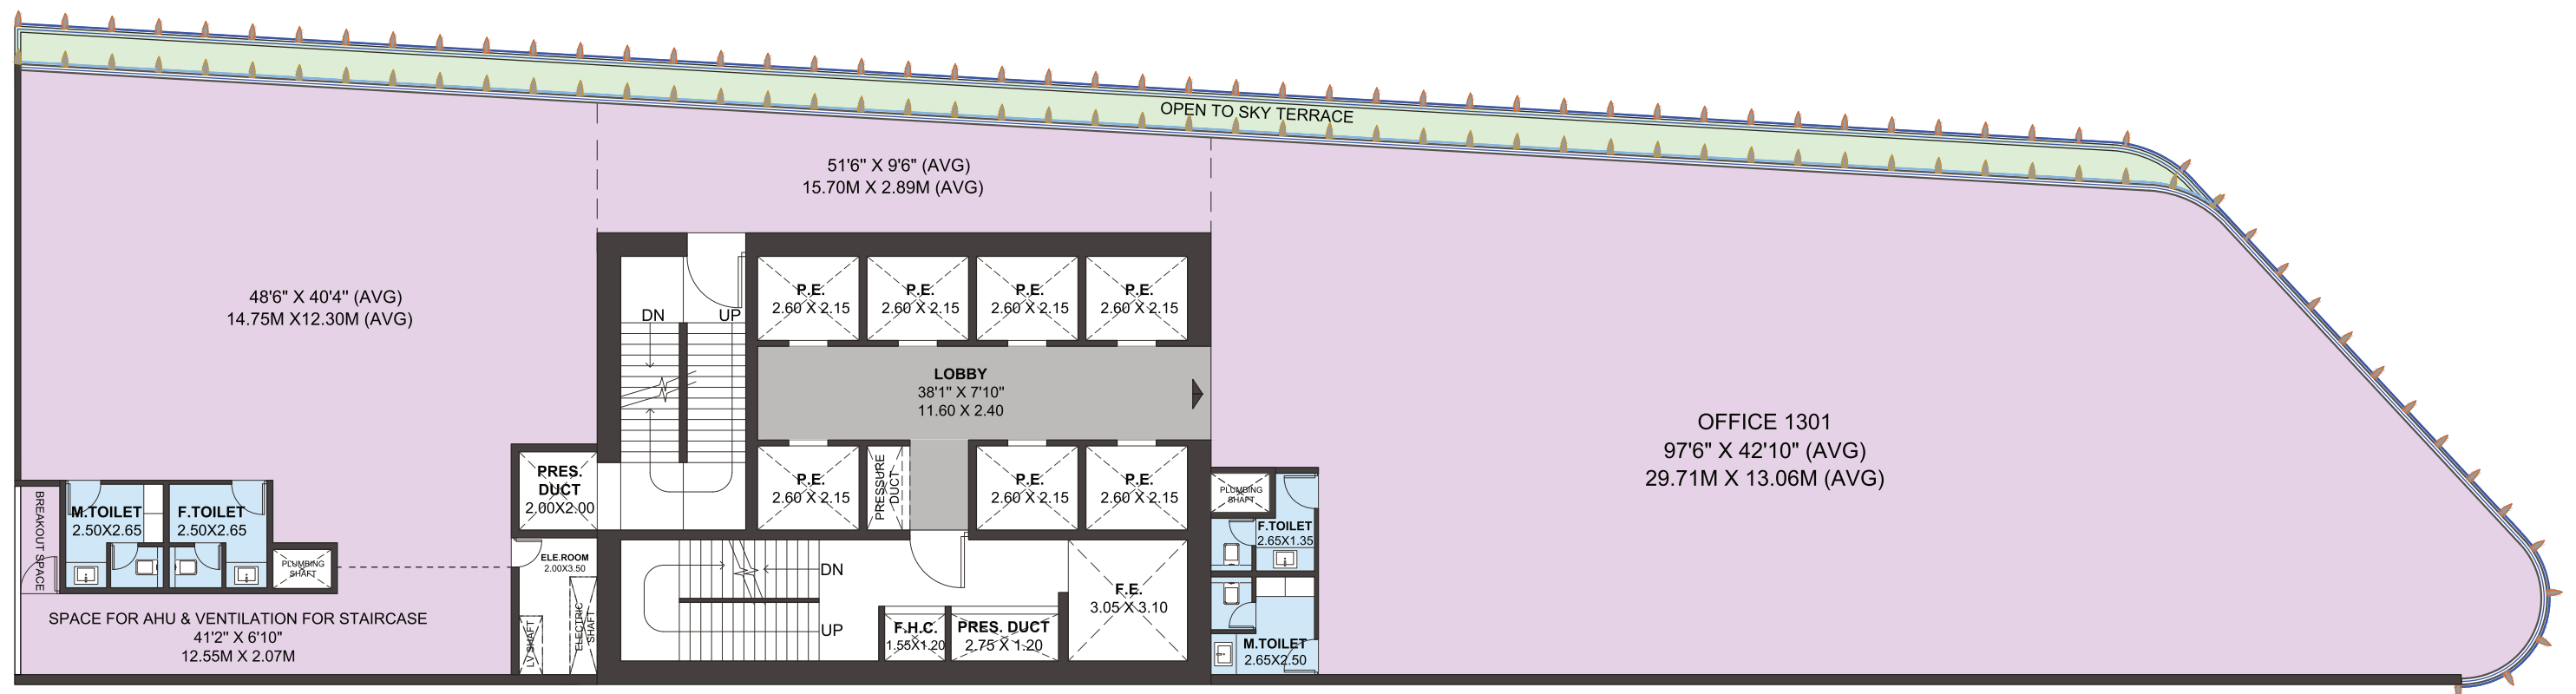 OPEN TO SKY TERRACE
51'6" X 9'6" (AVG)
15.70M X 2.89M (AVG)
48'6" X 40'4" (AVG)
14.75M X12.30M (AVG)
DN
UP
P.E.
2.60 X 2.15
P.E.
2.60 X 2.15
P.E.
2.60 X 2.15
P.E.
2.60 X 2.15
LOBBY
38'1" X 7'10"
11.60 X 2.40
OFFICE 1301
97'6" X 42'10" (AVG)
29.71M X 13.06M (AVG)
PRES.
DUCT
2.00X2.00
P.E.
2.60 X 2.15
PRESSURE
DUCT
P.E.
2.60 X 2.15
P.E.
2.60 X 2.15
PLUMBING
SHAFT
F.TOILET
2.65X1.35
BREAKOUT SPACE
M.TOILET
2.50X2.65
F.TOILET
2.50X2.65
PLUMBING
SHAFT
ELE.ROOM
2.00X3.50
LV SHAFT
ELECTRIC
SHAFT
DN
UP
F.H.C.
1.55X1.20
PRES. DUCT
2.75 X 1.20
F.E.
3.05 X 3.10
M.TOILET
2.65X2.50
SPACE FOR AHU & VENTILATION FOR STAIRCASE
41'2" X 6'10"
12.55M X 2.07M